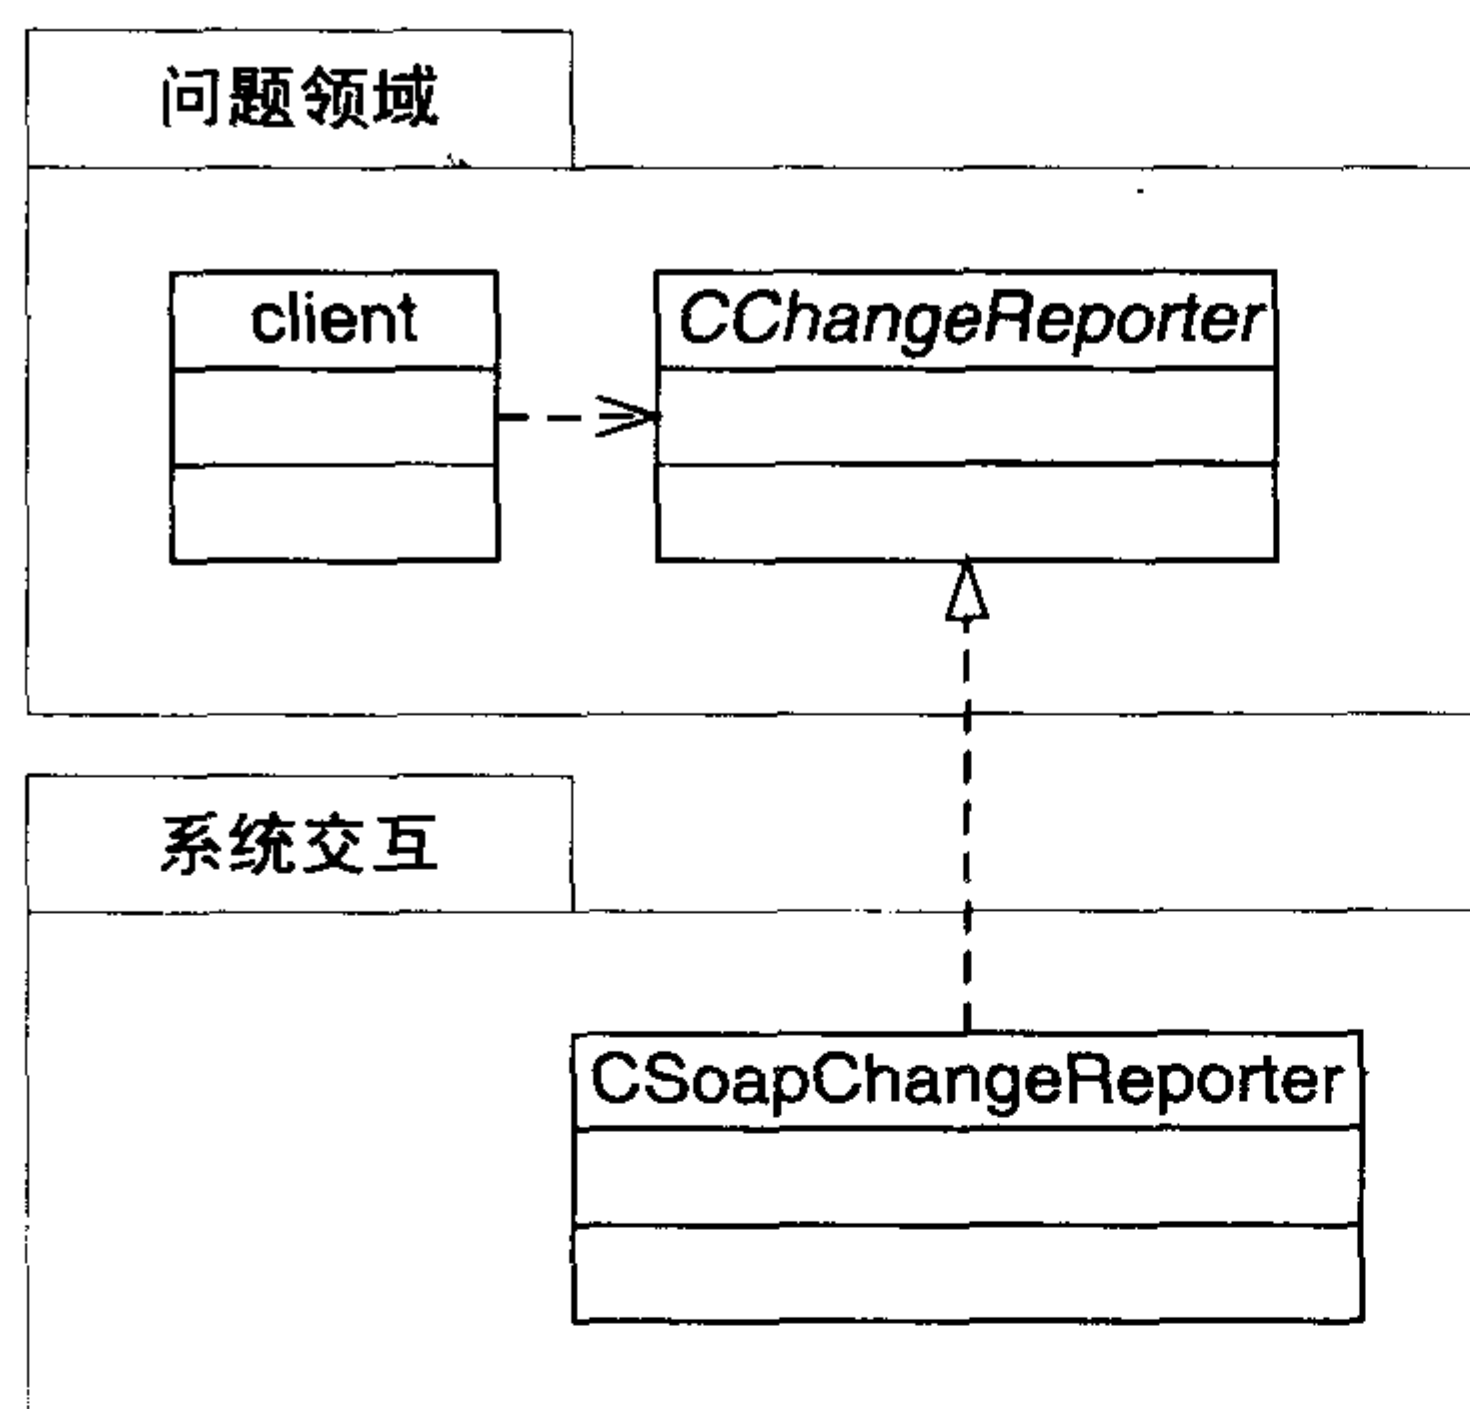 问题领域
client
CChangeReporter
系统交互
CSoapChangeReporter